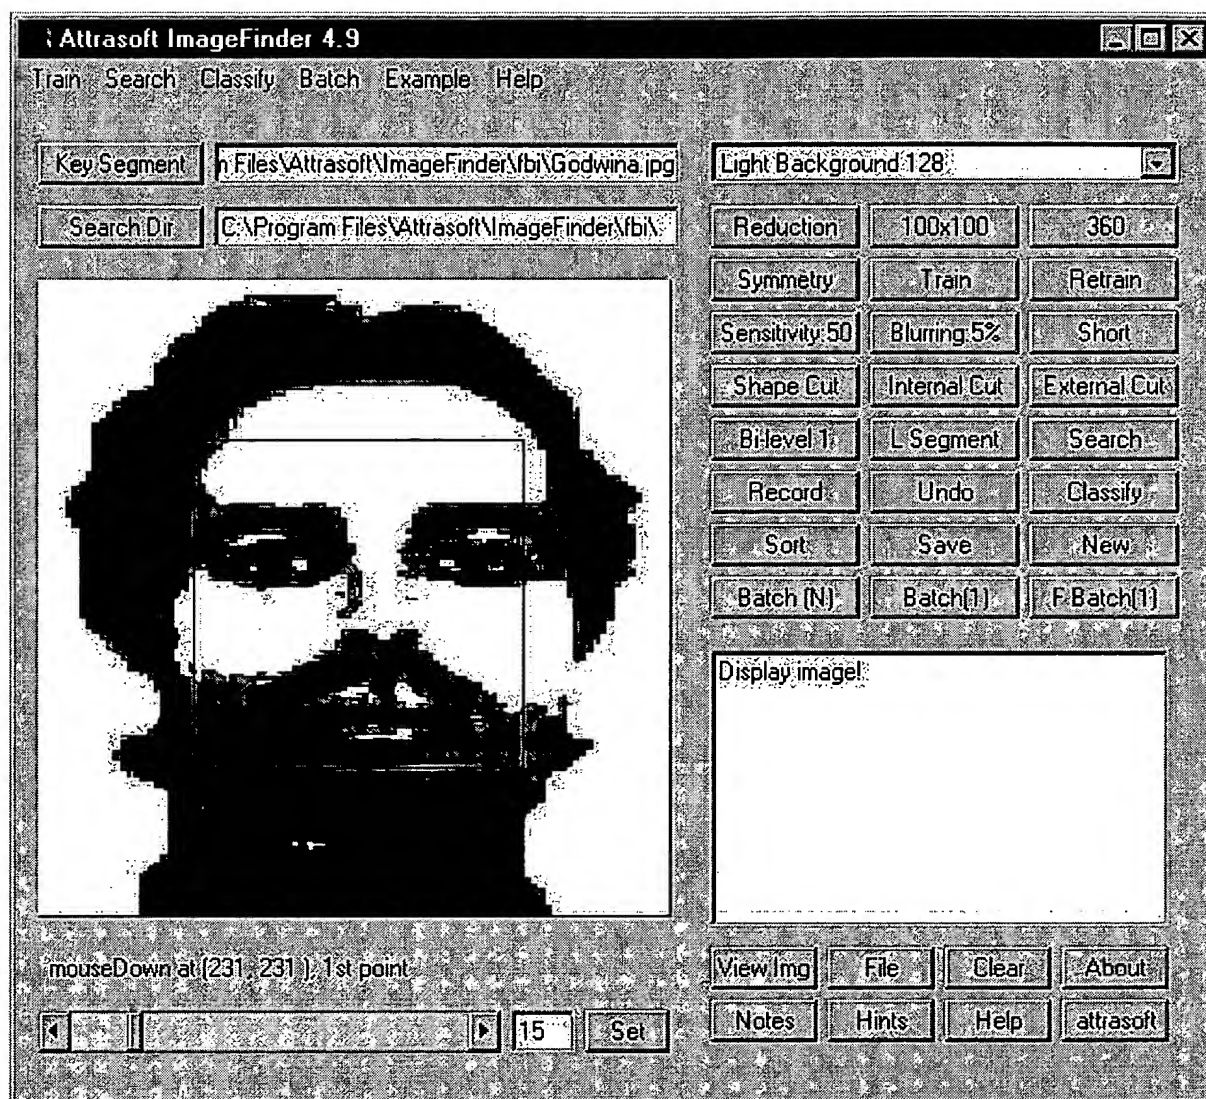 Attrasoft ImageFinder 4.9
Train Search Classify Batch Example Help
Key Segment n Files\Attrasoft\ImageFinder\fbi\Godwina.jpg Light Background 128
Search Dir C:\Program Files\Attrasoft\ImageFinder\fbi\
Reduction 100x100 360
Symmetry Train Retrain
Sensitivity:50 Blurring:5% Short
Shape Cut Internal Cut External Cut
Bi-level 1 L Segment Search
Record Undo Classify
Sort Save New
Batch (N) Batch(1) F Batch(1)
Display image!
mouseDown at (231, 231 ), 1st point.
15 Set
View Img File Clear About
Notes Hints Help attrasoft